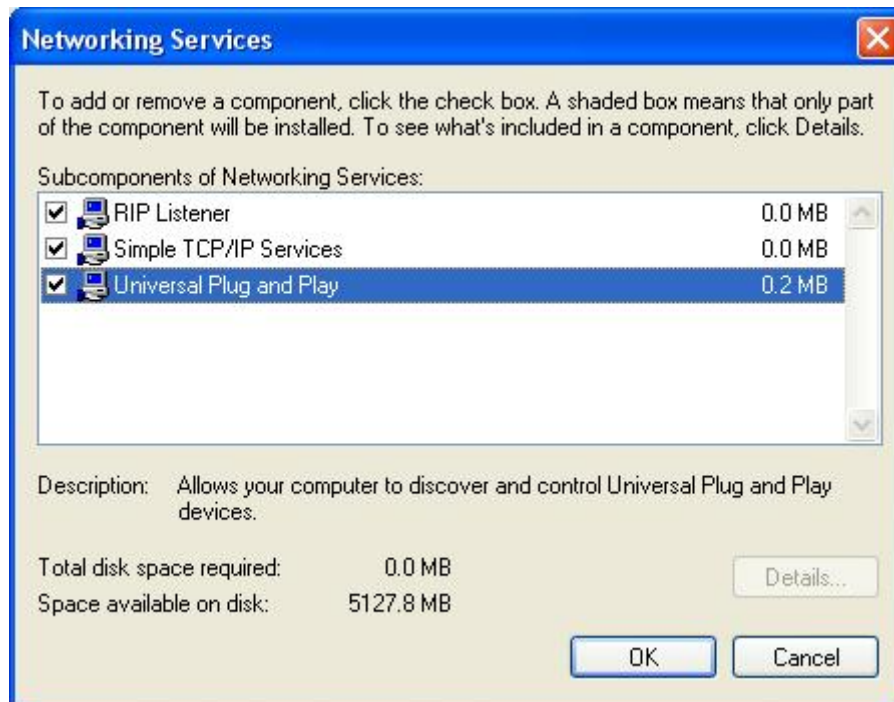 Networking Services
To add or remove a component, click the check box. A shaded box means that only part
of the component will be installed. To see what's included in a component, click Details.
Subcomponents of Networking Services:
RIP Listener 0.0 MB
Simple TCP/IP Services 0.0 MB
Universal Plug and Play 0.2 MB
Description: Allows your computer to discover and control Universal Plug and Play
devices.
Total disk space required: 0.0 MB
Details...
Space available on disk: 5127.8 MB
OK Cancel